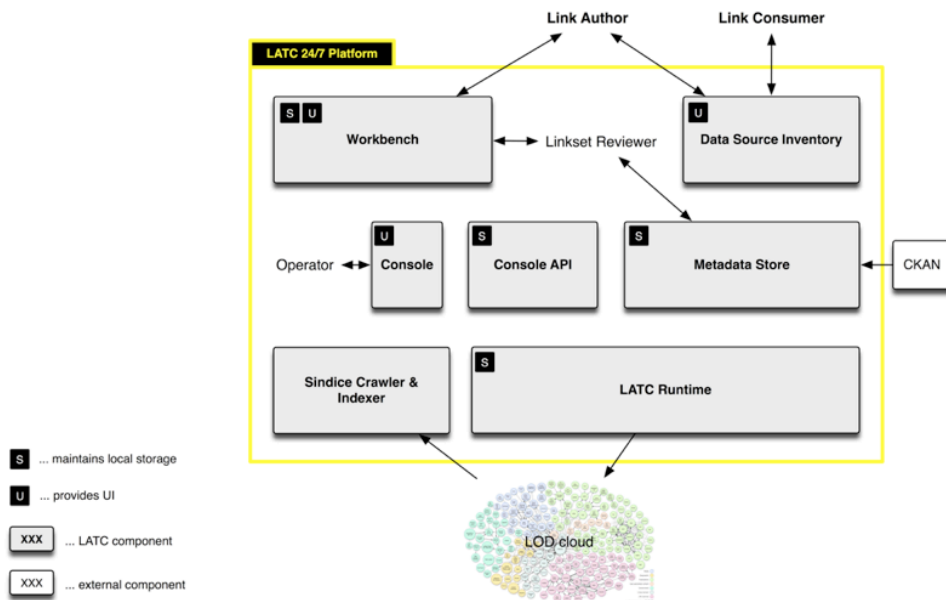 Link Author
Link Consumer
LATC 24/7 Platform
S U
Workbench
Linkset Reviewer
U
Data Source Inventory
Operator
U
Console
S
Console API
S
Metadata Store
CKAN
Sindice Crawler &
Indexer
S
LATC Runtime
LOD cloud
S ... maintains local storage
U ... provides UI
XXX ... LATC component
XXX ... external component